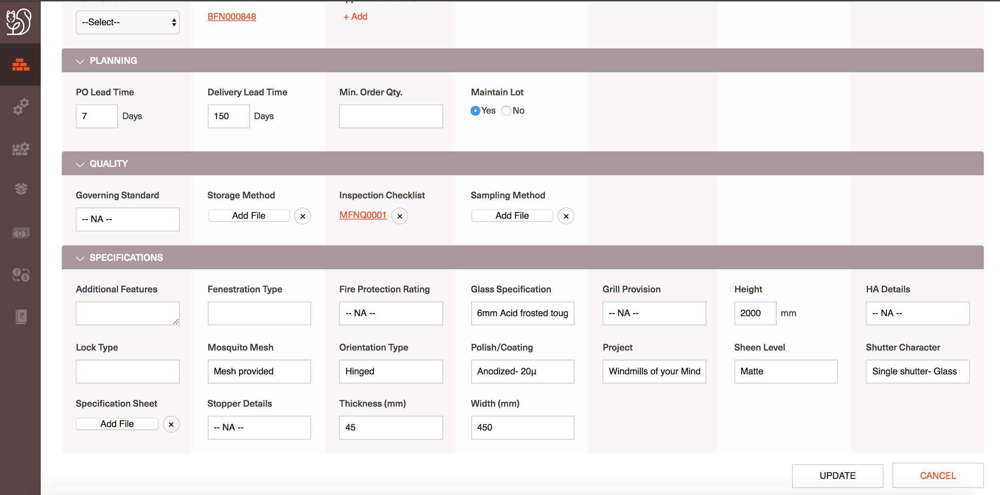 --Select--
BFN000848
+ Add
PLANNING
PO Lead Time
Delivery Lead Time
Min. Order Qty.
Maintain Lot
7 Days
150 Days
Yes No
QUALITY
Governing Standard
Storage Method
Inspection Checklist
Sampling Method
-- NA --
Add File ×
MFNQ0001 ×
Add File ×
SPECIFICATIONS
Additional Features
Fenestration Type
Fire Protection Rating
Glass Specification
Grill Provision
Height
HA Details
-- NA --
6mm Acid frosted toug
-- NA --
2000 mm
-- NA --
Lock Type
Mosquito Mesh
Orientation Type
Polish/Coating
Project
Sheen Level
Shutter Character
Mesh provided
Hinged
Anodized- 20µ
Windmills of your Mind
Matte
Single shutter- Glass
Specification Sheet
Stopper Details
Thickness (mm)
Width (mm)
Add File ×
-- NA --
45
450
UPDATE
CANCEL